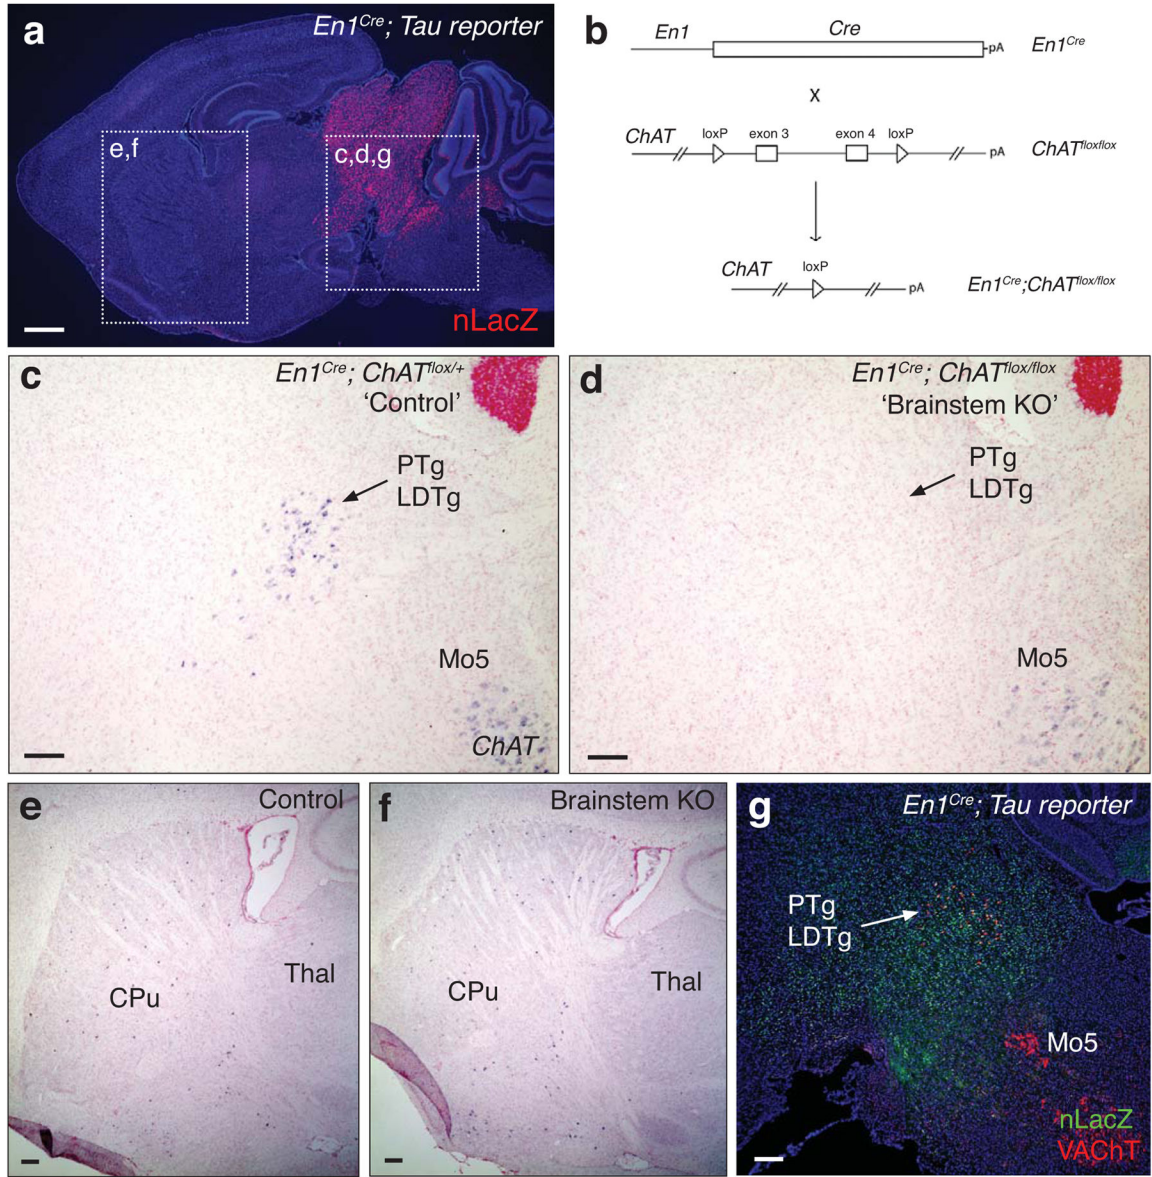 a
En1Cre; Tau reporter
e,f
c,d,g
nLacZ
b
En1
Cre
pA
En1Cre
X
ChAT
loxP
exon 3
exon 4
loxP
pA
ChATfloxflox
ChAT
loxP
pA
En1Cre;ChATflox/flox
c
En1Cre; ChATflox/+
‘Control’
PTg
LDTg
Mo5
ChAT
d
En1Cre; ChATflox/flox
‘Brainstem KO’
PTg
LDTg
Mo5
e
Control
CPu
Thal
f
Brainstem KO
CPu
Thal
g
En1Cre; Tau reporter
PTg
LDTg
Mo5
nLacZ
VAChT